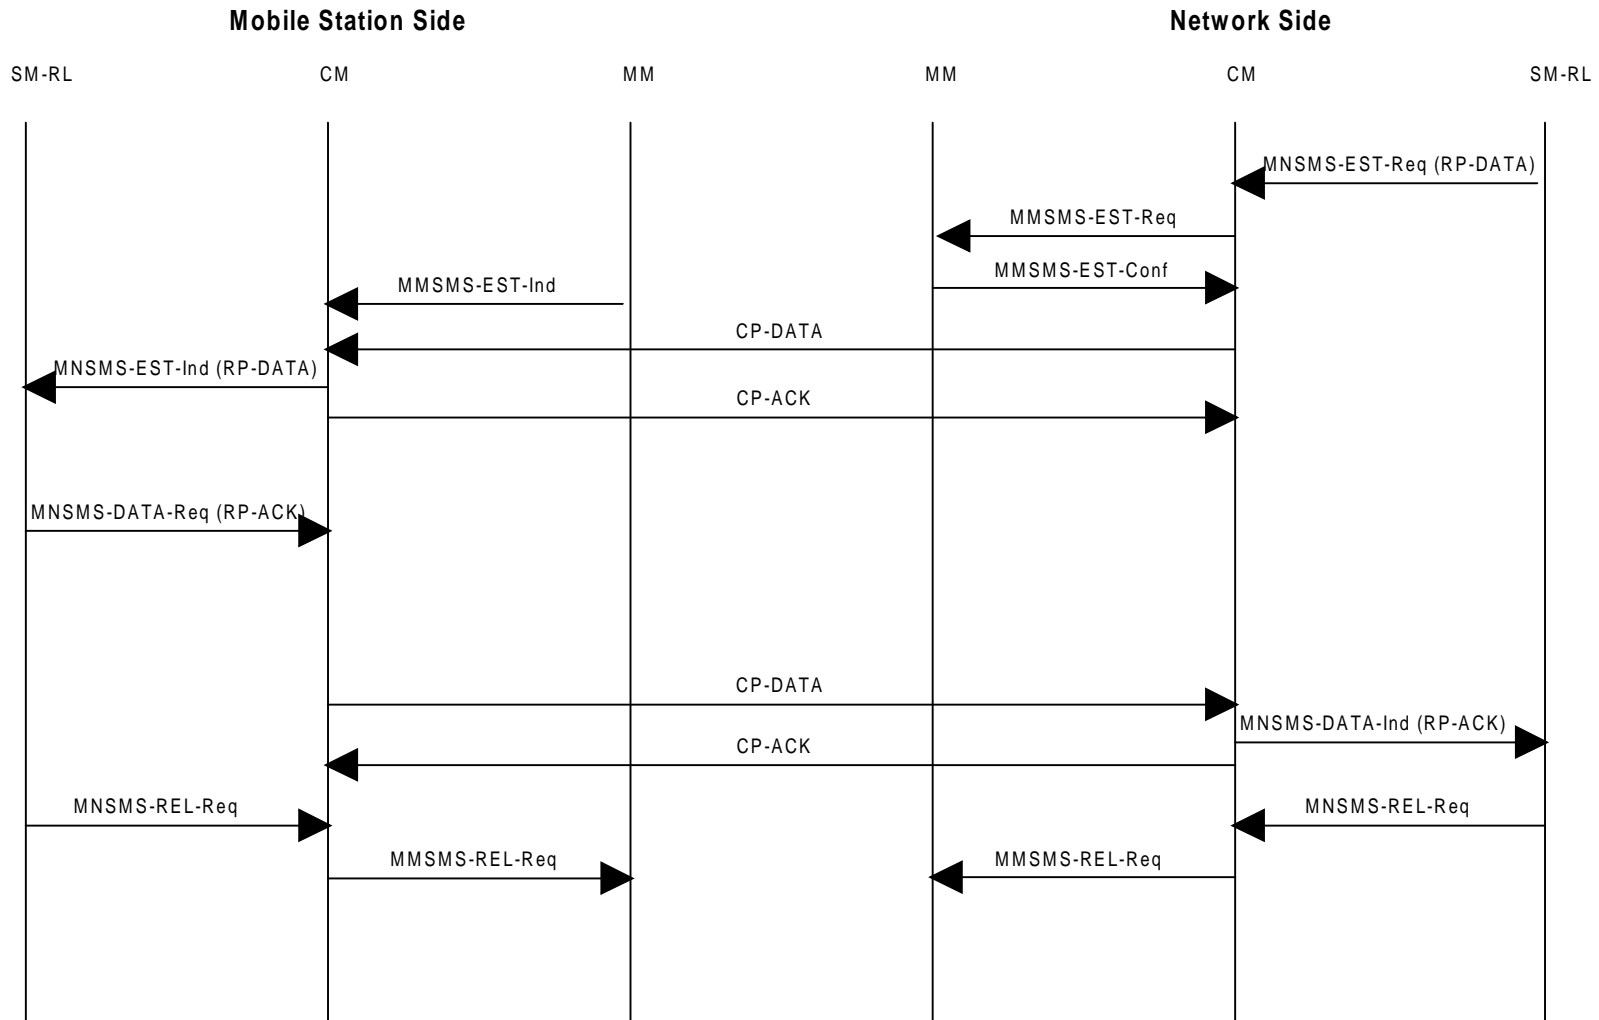 Mobile Station Side
Network Side
SM-RL
CM
MM
MM
CM
SM-RL
MNSMS-EST-Req (RP-DATA)
MMSMS-EST-Req
MMSMS-EST-Conf
MMSMS-EST-Ind
CP-DATA
MNSMS-EST-Ind (RP-DATA)
CP-ACK
MNSMS-DATA-Req (RP-ACK)
CP-DATA
MNSMS-DATA-Ind (RP-ACK)
CP-ACK
MNSMS-REL-Req
MNSMS-REL-Req
MMSMS-REL-Req
MMSMS-REL-Req